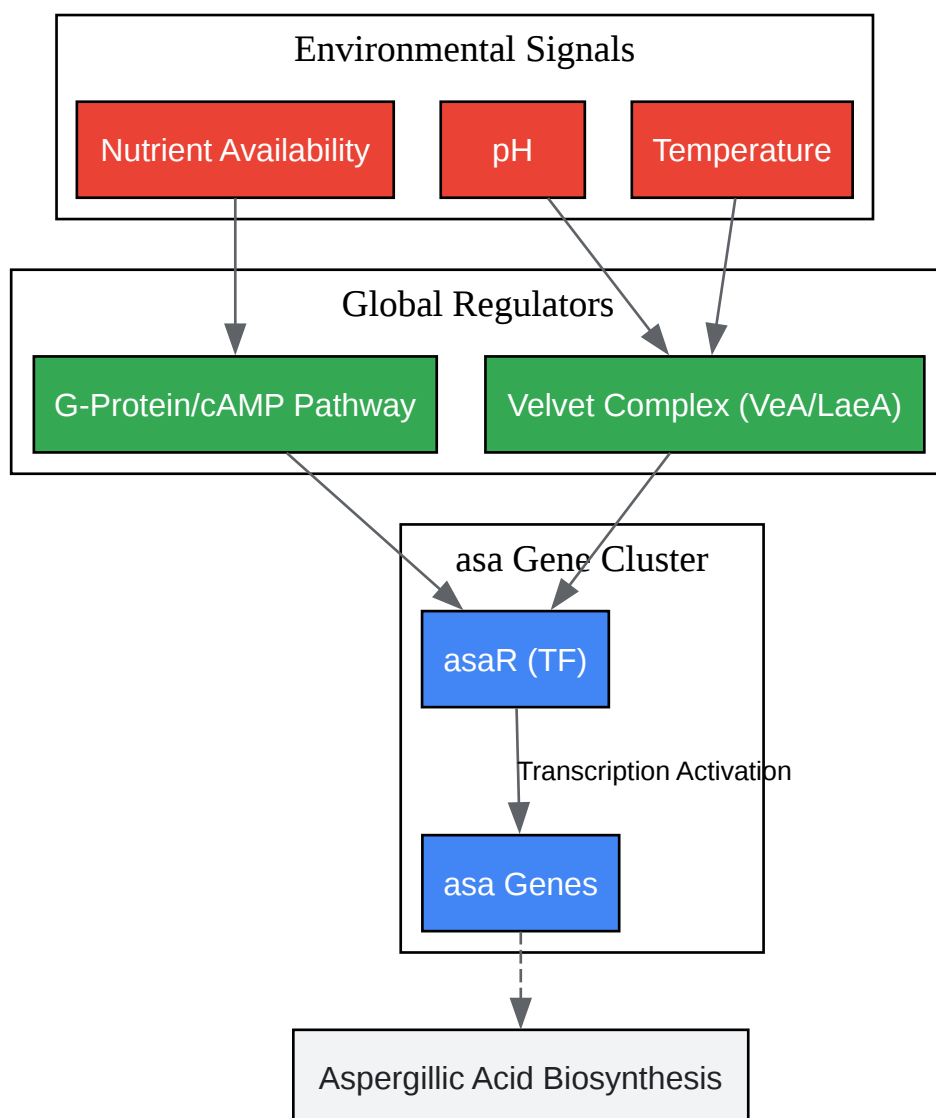 Environmental Signals
Nutrient Availability
pH
Temperature
Global Regulators
G-Protein/cAMP Pathway
Velvet Complex (VeA/LaeA)
asa Gene Cluster
asaR (TF)
Transcription Activation
asa Genes
Aspergillic Acid Biosynthesis